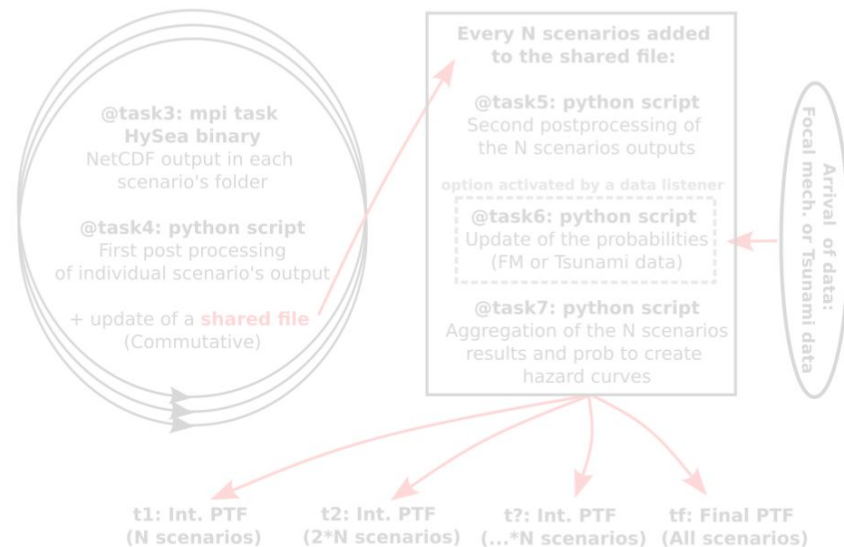 @task3: mpi task
HySea binary
NetCDF output in each
scenario's folder
@task4: python script
First post processing
of individual scenario's output
+ update of a shared file
(Commutative)
Every N scenarios added
to the shared file:
@task5: python script
Second postprocessing of
the N scenarios outputs
option activated by a data listener
@task6: python script
Update of the probabilities
(FM or Tsunami data)
@task7: python script
Aggregation of the N scenarios
results and prob to create
hazard curves
Arrival of data:
Focal mech. or Tsunami data
t1: Int. PTF
(N scenarios)
t2: Int. PTF
(2*N scenarios)
t?: Int. PTF
(...*N scenarios)
tf: Final PTF
(All scenarios)